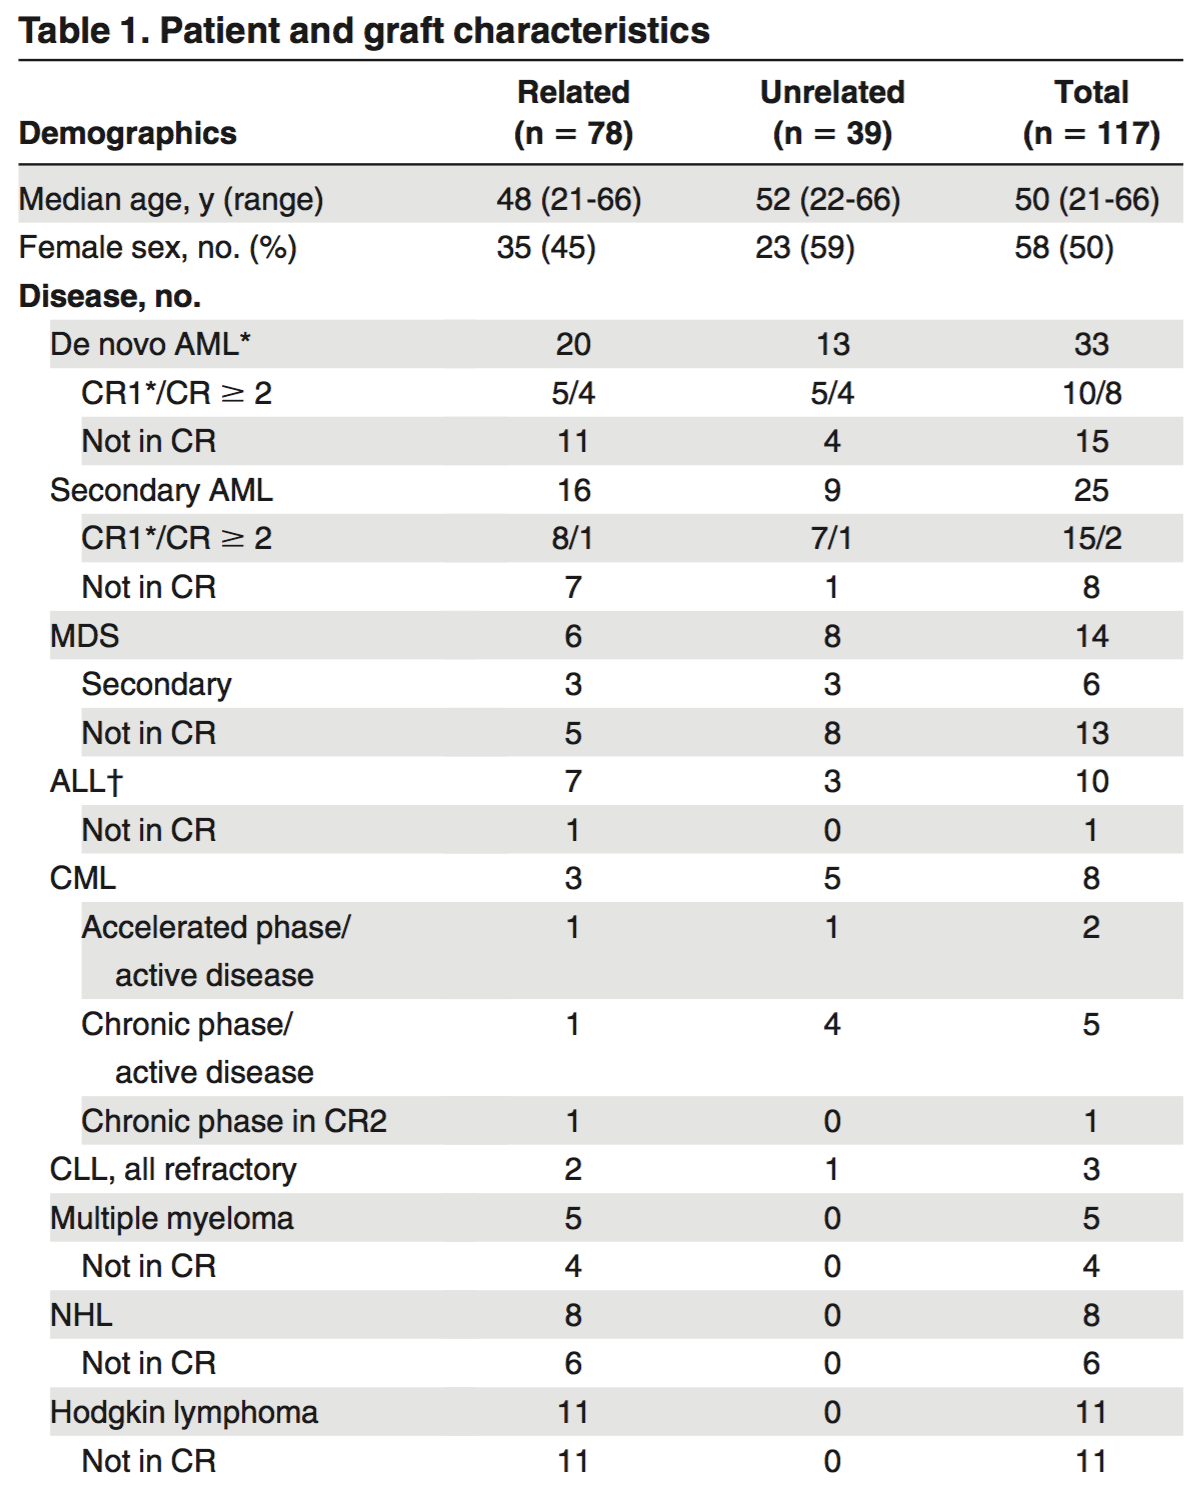 Table 1. Patient and graft characteristics
Demographics Related (n = 78) Unrelated (n = 39) Total (n = 117)
Median age, y (range) 48 (21-66) 52 (22-66) 50 (21-66)
Female sex, no. (%) 35 (45) 23 (59) 58 (50)
Disease, no.
De novo AML* 20 13 33
CR1*/CR ≥ 2 5/4 5/4 10/8
Not in CR 11 4 15
Secondary AML 16 9 25
CR1*/CR ≥ 2 8/1 7/1 15/2
Not in CR 7 1 8
MDS 6 8 14
Secondary 3 3 6
Not in CR 5 8 13
ALL† 7 3 10
Not in CR 1 0 1
CML 3 5 8
Accelerated phase/ 1 1 2
active disease
Chronic phase/ 1 4 5
active disease
Chronic phase in CR2 1 0 1
CLL, all refractory 2 1 3
Multiple myeloma 5 0 5
Not in CR 4 0 4
NHL 8 0 8
Not in CR 6 0 6
Hodgkin lymphoma 11 0 11
Not in CR 11 0 11